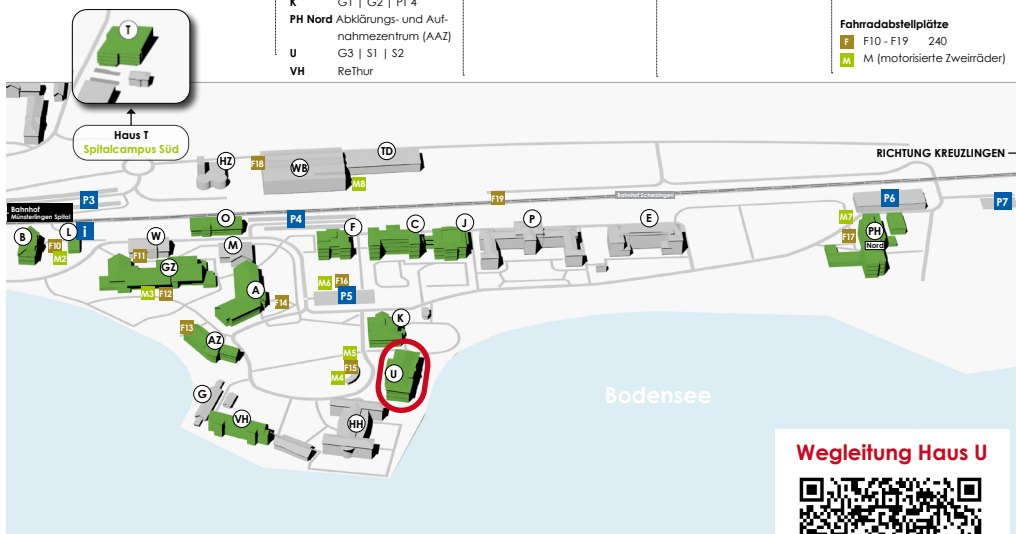 K G1 | G2 | P1 4
PH Nord Abklärungs- und Auf-
nahmezentrum (AAZ)
U G3 | S1 | S2
VH ReThur
Fahrradabstellplätze
F F10 - F19 240
M M (motorisierte Zweiräder)
T
Haus T
Spitalcampus Süd
HZ
F18
WB
TD
M8
RICHTUNG KREUZLINGEN
P3
Bahnhof
Münsterlingen Spital
F19
Bahnhof Scherzingen
P6
P7
B
L
i
F10
M2
W
O
P4
F
C
J
P
E
M7
F17
PH
Nord
F11
GZ
M
M3
F12
A
F14
M6
F16
P5
F13
AZ
K
M5
F15
M4
U
G
VH
HH
Bodensee
Wegleitung Haus U